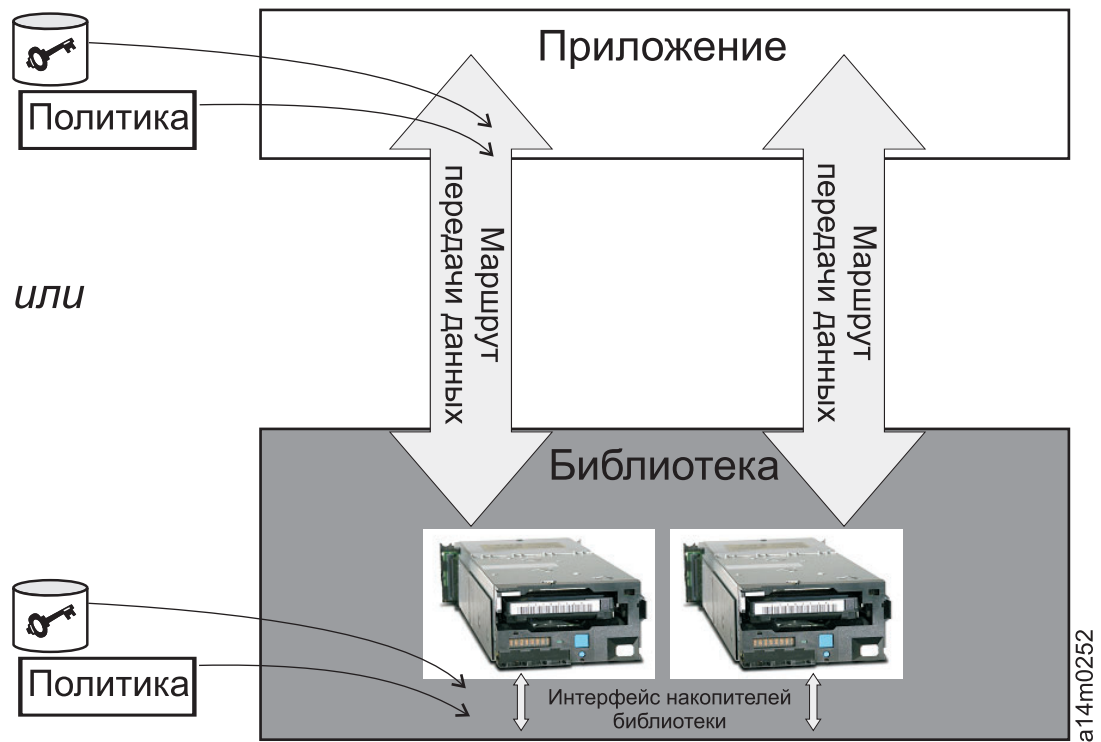 Приложение
Политика
Маршрут
передачи данных
Маршрут
передачи данных
или
Библиотека
Политика
Интерфейс накопителей
библиотеки
a14m0252